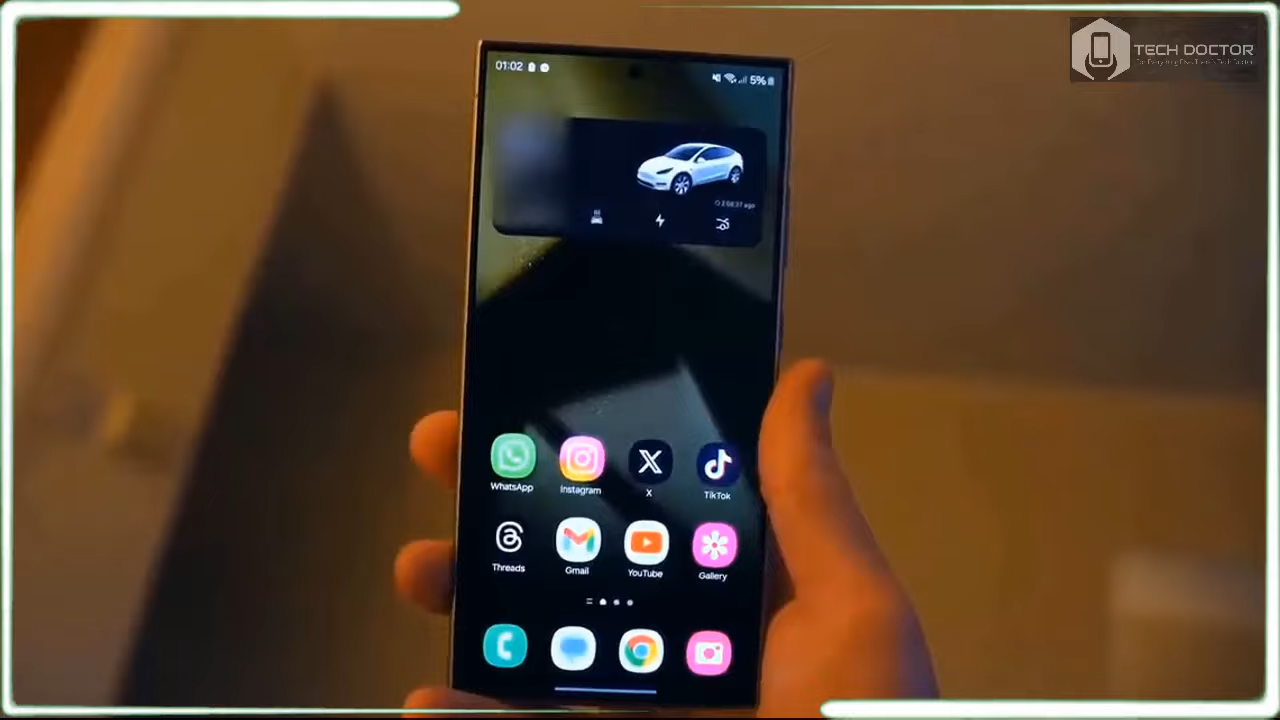 TECH DOCTOR
01:02
5%
WhatsApp
Instagram
X
TikTok
Threads
Gmail
YouTube
Gallery